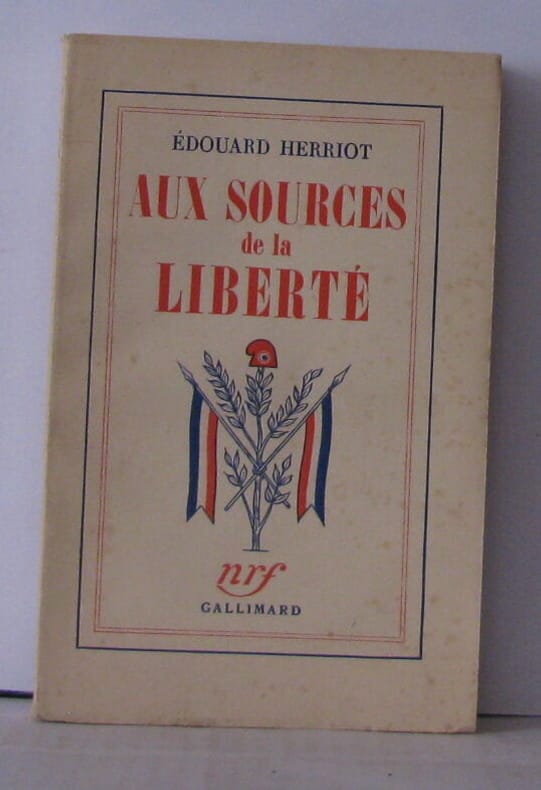 ÉDOUARD HERRIOT
AUX SOURCES
de la
LIBERTÉ
nrf
GALLIMARD